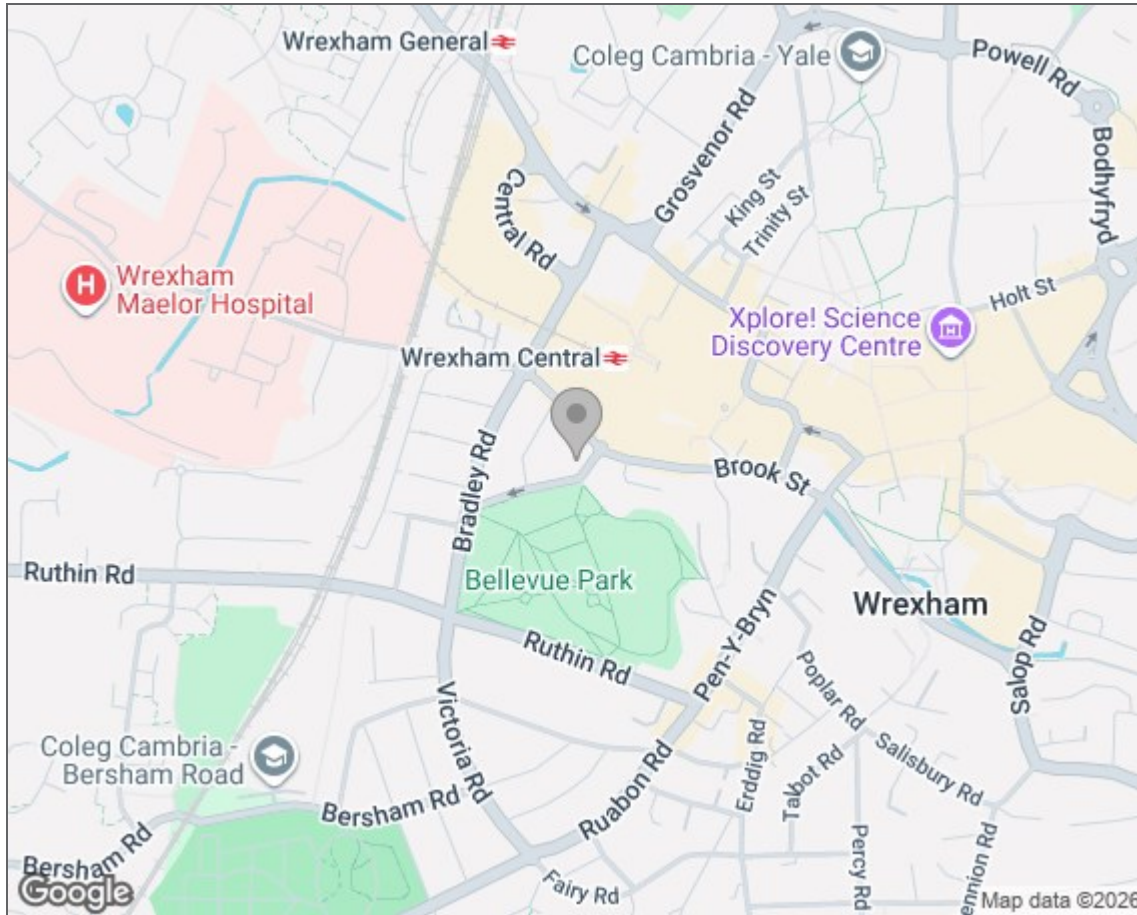 Wrexham General
Coleg Cambria - Yale
Powell Rd
Grosvenor Rd
Central Rd
King St
Trinity St
Bodhyfryd
H
Wrexham
Maelor Hospital
Holt St
Xplore! Science
Discovery Centre
Wrexham Central
Bradley Rd
Brook St
Ruthin Rd
Bellevue Park
Wrexham
Ruthin Rd
Pen-Y-Bryn
Salop Rd
Poplar Rd
Victoria Rd
Coleg Cambria -
Bersham Road
Ruabon Rd
Erddig Rd
Talbot Rd
Salisbury Rd
Bersham Rd
Bersham Rd
Fairy Rd
Percy Rd
ennion Rd
Google
Map data ©2026